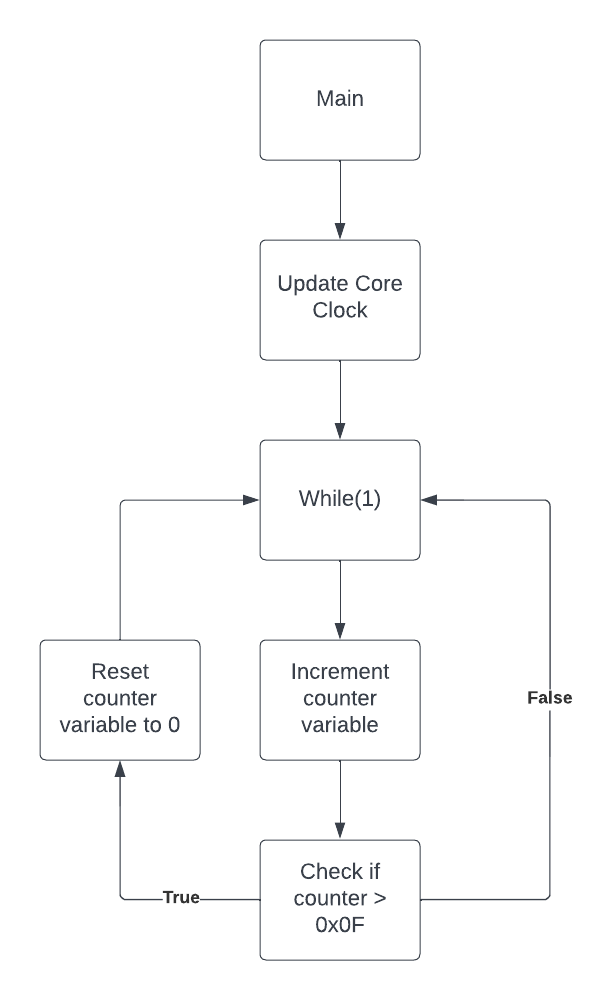 Main
Update Core
Clock
While(1)
Reset
counter
variable to 0
Increment
counter
variable
False
Check if
counter >
0x0F
True